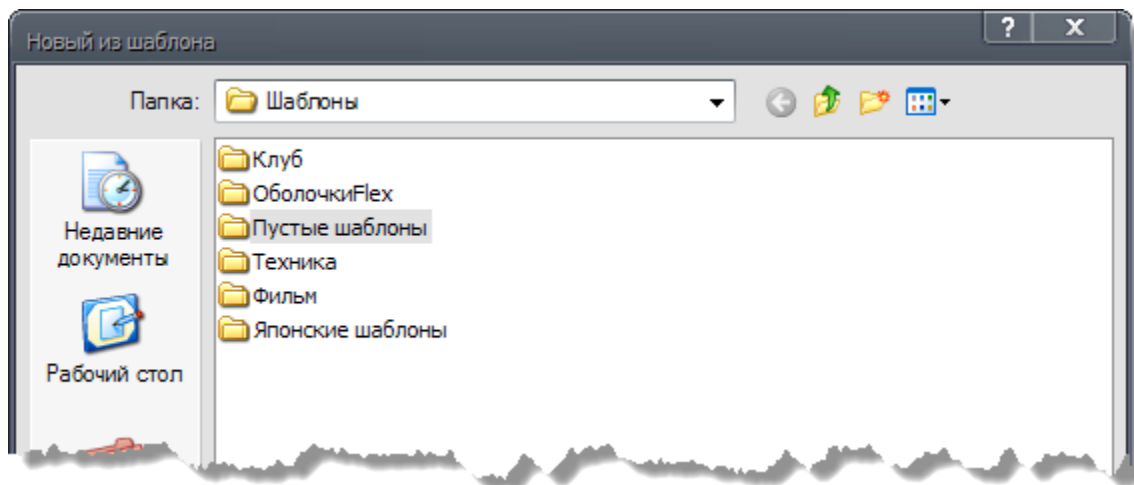 Новый из шаблона
? X
Папка: Шаблоны
Клуб
ОболочкиFlex
Пустые шаблоны
Техника
Фильм
Японские шаблоны
Недавние
документы
Рабочий стол